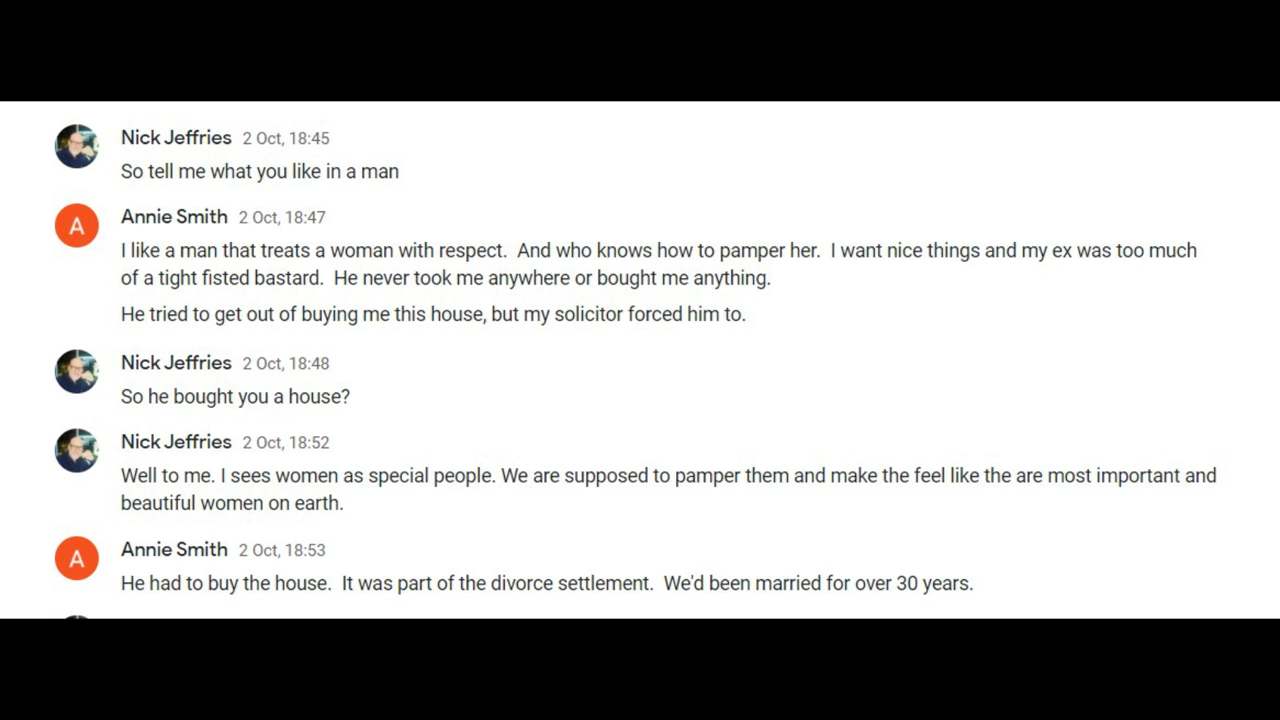 Nick Jeffries 2 Oct, 18:45
So tell me what you like in a man
A
Annie Smith 2 Oct, 18:47
I like a man that treats a woman with respect.  And who knows how to pamper her.  I want nice things and my ex was too much
of a tight fisted bastard.  He never took me anywhere or bought me anything.
He tried to get out of buying me this house, but my solicitor forced him to.
Nick Jeffries 2 Oct, 18:48
So he bought you a house?
Nick Jeffries 2 Oct, 18:52
Well to me. I sees women as special people. We are supposed to pamper them and make the feel like the are most important and
beautiful women on earth.
A
Annie Smith 2 Oct, 18:53
He had to buy the house.  It was part of the divorce settlement.  We'd been married for over 30 years.